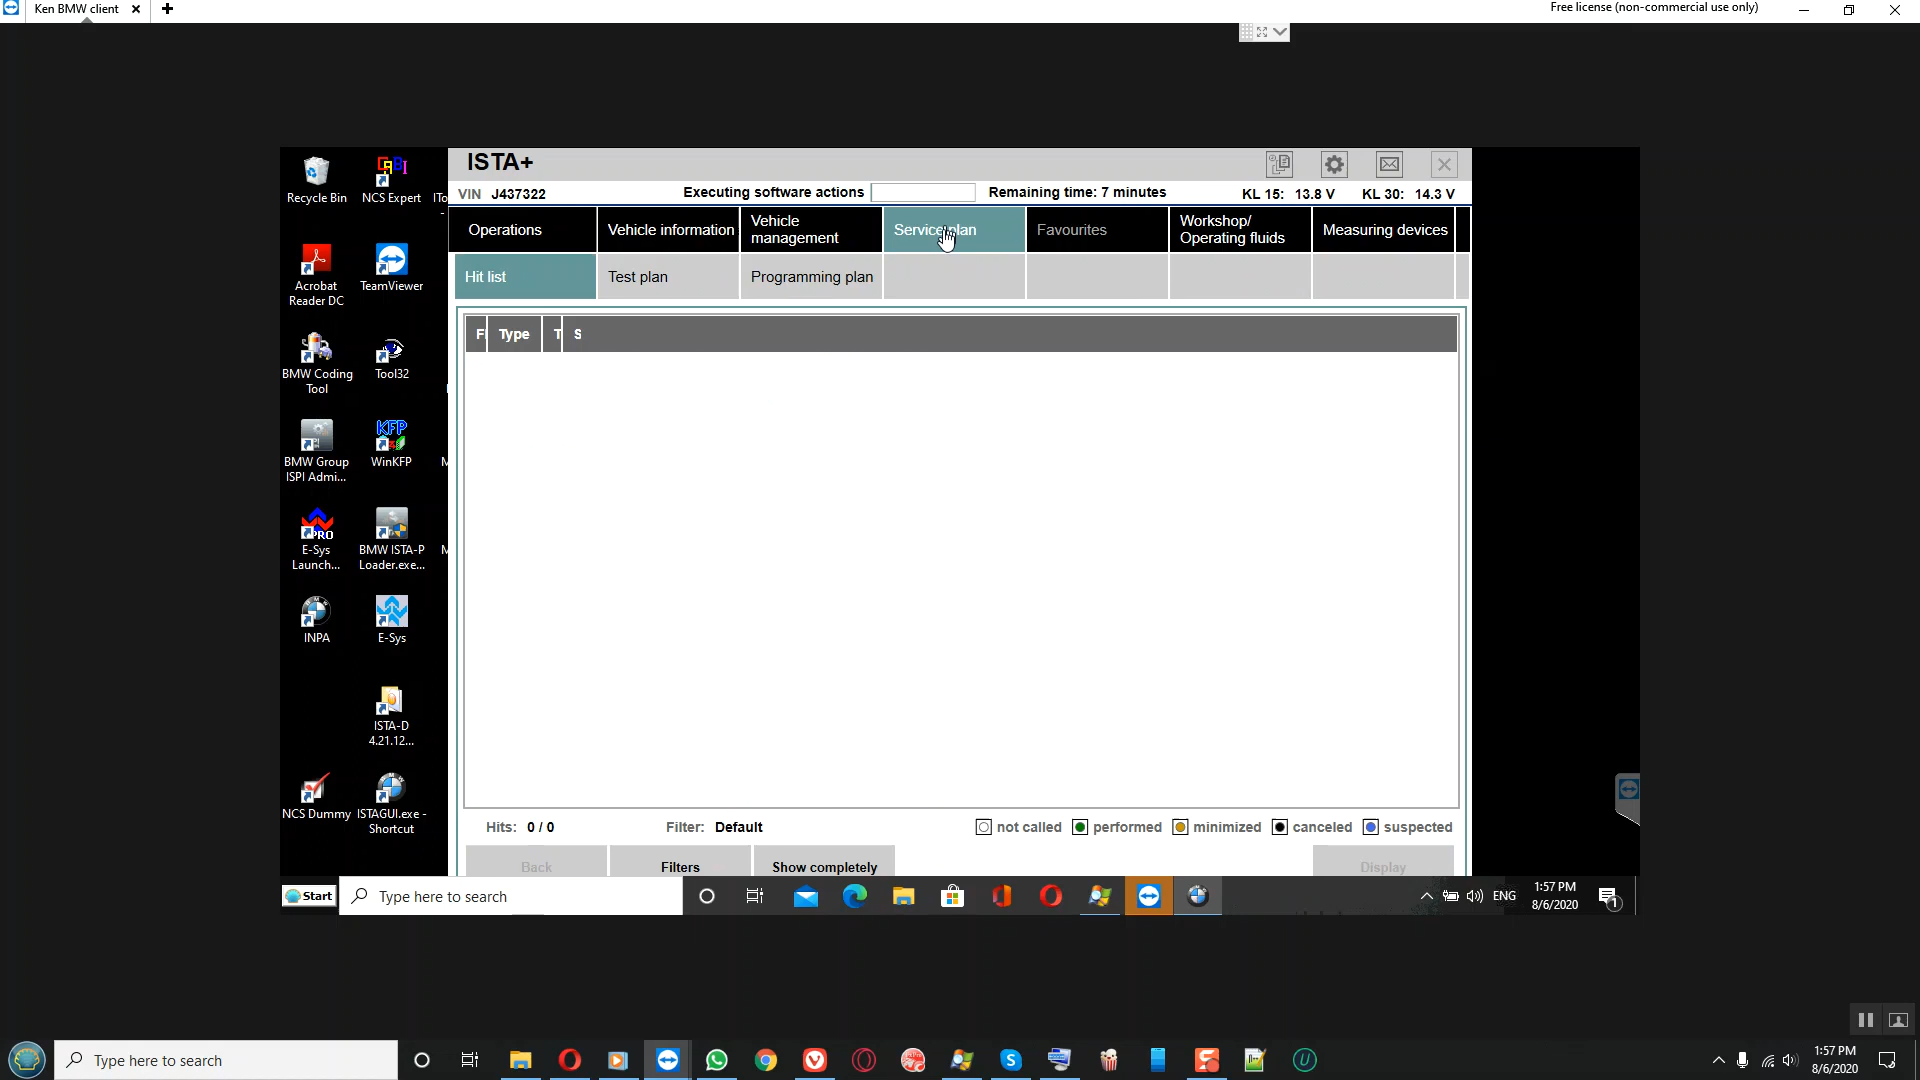 Ken BMW client
Free license (non-commercial use only)
ISTA+
VIN J437322
Executing software actions
Remaining time: 7 minutes
KL 15: 13.8 V
KL 30: 14.3 V
Operations
Vehicle information
Vehicle
management
Service plan
Favourites
Workshop/
Operating fluids
Measuring devices
Hit list
Test plan
Programming plan
Type
T
S
Hits: 0 / 0
Filter: Default
not called
performed
minimized
canceled
suspected
Back
Filters
Show completely
Display
Recycle Bin
NCS Expert
Acrobat
Reader DC
TeamViewer
BMW Coding
Tool
Tool32
BMW Group
ISPI Admi...
KFP
WinKFP
PRO
E-Sys
Launch...
BMW ISTA-P
Loader.exe...
INPA
E-Sys
ISTA-D
4.21.12...
NCS Dummy
ISTAGUI.exe -
Shortcut
Start
Type here to search
ENG
1:57 PM
8/6/2020
1
Type here to search
1:57 PM
8/6/2020